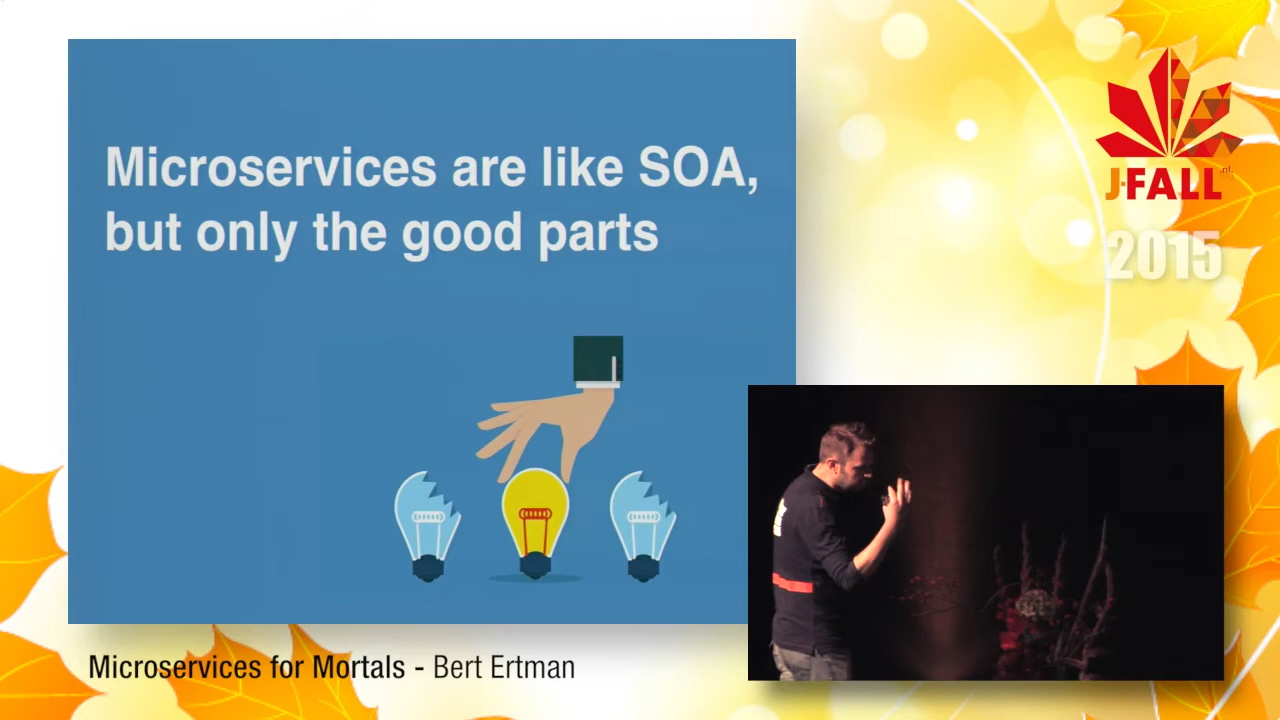 Microservices are like SOA,
but only the good parts
J-FALL
.nl
2015
Microservices for Mortals - Bert Ertman